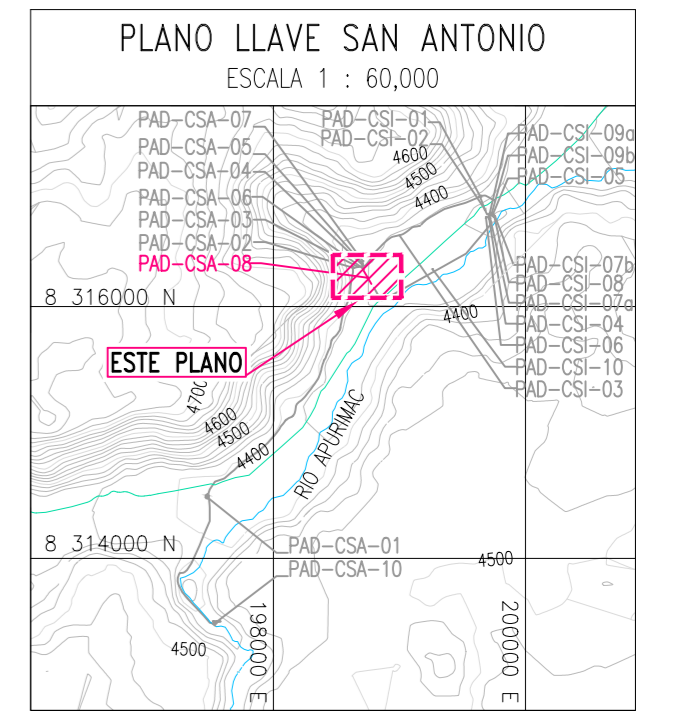 PLANO LLAVE SAN ANTONIO
ESCALA 1 : 60,000
PAD-CSA-07
PAD-CSA-05
PAD-CSA-04
PAD-CSA-06
PAD-CSA-03
PAD-CSA-02
PAD-CSA-08
PAD-CSI-01
PAD-CSI-02
4600
4500
4400
PAD-CSI-09a
PAD-CSI-09b
PAD-CSI-05
PAD-CSI-07b
PAD-CSI-08
PAD-CSI-07a
PAD-CSI-04
PAD-CSI-06
PAD-CSI-10
PAD-CSI-03
8 316000 N
4400
ESTE PLANO
4700
4600
4500
4400
RIO APURIMAC
8 314000 N
PAD-CSA-01
PAD-CSA-10
4500
4500
198000 E
200000 E